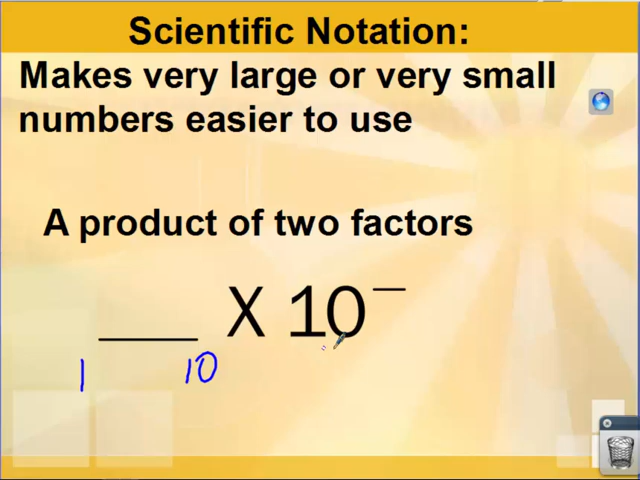 Scientific Notation:
Makes very large or very small
numbers easier to use
A product of two factors
___ X 10⁻
1 10